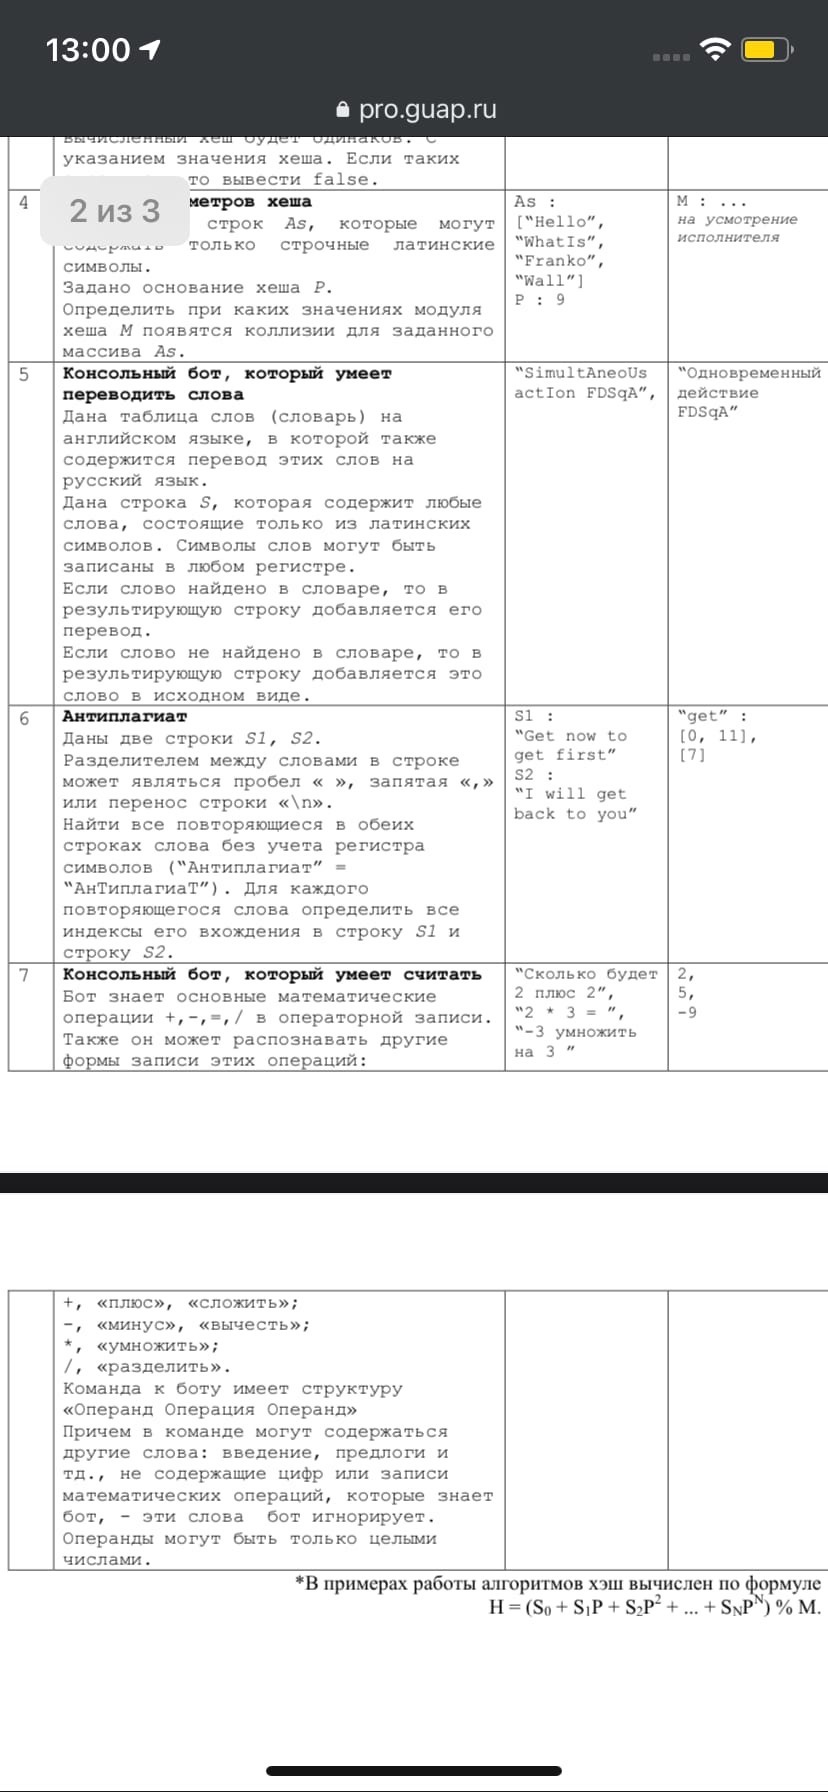 13:00
pro.guap.ru
вычисленный хеш будет одинаков. С
указанием значения хеша. Если таких
то вывести false.
2 из 3
4
метров хеша
строк As, которые могут
содержать только строчные латинские
символы.
Задано основание хеша P.
Определить при каких значениях модуля
хеша M появятся коллизии для заданного
массива As.
As :
["Hello",
"WhatIs",
"Franko",
"Wall"]
P : 9
M : ...
на усмотрение
исполнителя
5
Консольный бот, который умеет
переводить слова
Дана таблица слов (словарь) на
английском языке, в которой также
содержится перевод этих слов на
русский язык.
Дана строка S, которая содержит любые
слова, состоящие только из латинских
символов. Символы слов могут быть
записаны в любом регистре.
Если слово найдено в словаре, то в
результирующую строку добавляется его
перевод.
Если слово не найдено в словаре, то в
результирующую строку добавляется это
слово в исходном виде.
"SimultAneoUs
actIon FDSqA",
"Одновременный
действие
FDSqA"
6
Антиплагиат
Даны две строки S1, S2.
Разделителем между словами в строке
может являться пробел « », запятая «,»
или перенос строки «\n».
Найти все повторяющиеся в обеих
строках слова без учета регистра
символов ("Антиплагиат" =
"АнТиплагиаТ"). Для каждого
повторяющегося слова определить все
индексы его вхождения в строку S1 и
строку S2.
S1 :
"Get now to
get first"
S2 :
"I will get
back to you"
"get" :
[0, 11],
[7]
7
Консольный бот, который умеет считать
Бот знает основные математические
операции +,-,=,/ в операторной записи.
Также он может распознавать другие
формы записи этих операций:
"Сколько будет
2 плюс 2",
"2 * 3 = ",
"-3 умножить
на 3 "
2,
5,
-9
+, «плюс», «сложить»;
-, «минус», «вычесть»;
*, «умножить»;
/, «разделить».
Команда к боту имеет структуру
«Операнд Операция Операнд»
Причем в команде могут содержаться
другие слова: введение, предлоги и
тд., не содержащие цифр или записи
математических операций, которые знает
бот, - эти слова бот игнорирует.
Операнды могут быть только целыми
числами.
*В примерах работы алгоритмов хэш вычислен по формуле
H = (S₀ + S₁P + S₂P² + ... + SₙPᴺ) % M.